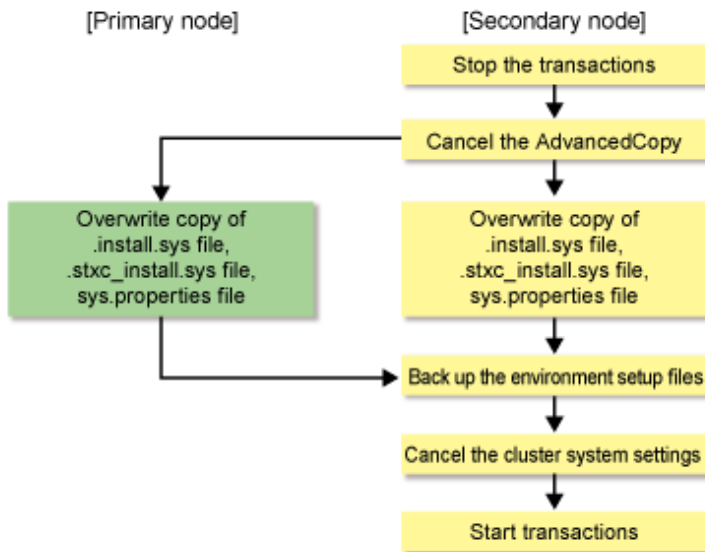 [Primary node]
[Secondary node]
Stop the transactions
Cancel the AdvancedCopy
Overwrite copy of
.install.sys file,
.stxc_install.sys file,
sys.properties file
Overwrite copy of
.install.sys file,
.stxc_install.sys file,
sys.properties file
Back up the environment setup files
Cancel the cluster system settings
Start transactions